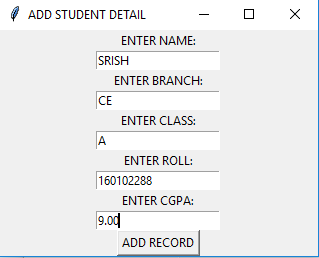 ADD STUDENT DETAIL
ENTER NAME:
SRISH
ENTER BRANCH:
CE
ENTER CLASS:
A
ENTER ROLL:
160102288
ENTER CGPA:
9.00
ADD RECORD